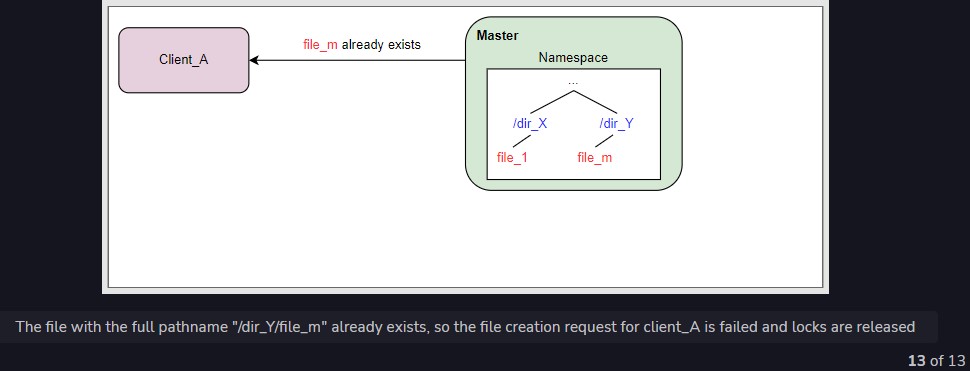 file_m already exists
Client_A
Master
Namespace
...
/dir_X
/dir_Y
file_1
file_m
The file with the full pathname "/dir_Y/file_m" already exists, so the file creation request for client_A is failed and locks are released
13 of 13